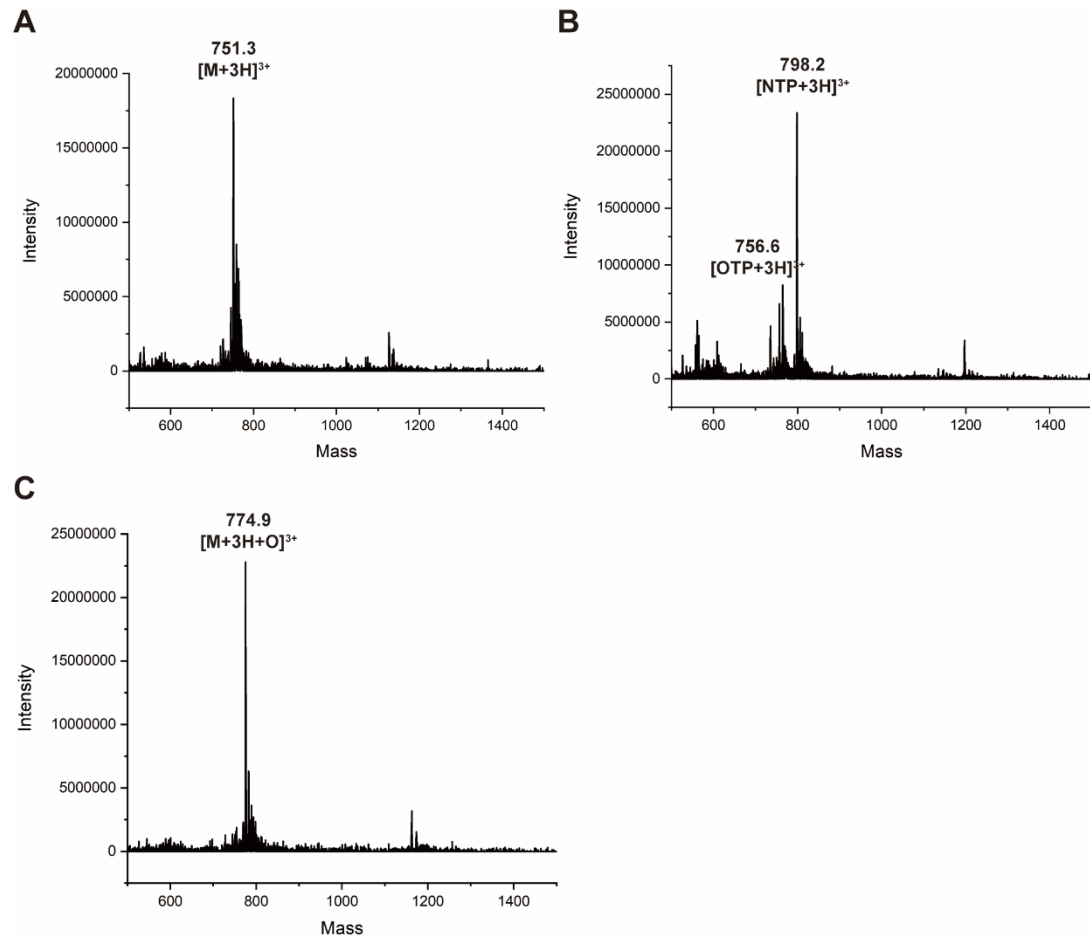 A
751.3
[M+3H]³⁺
20000000
15000000
10000000
5000000
0
Intensity
600
800
1000
1200
1400
Mass
B
798.2
[NTP+3H]³⁺
756.6
[OTP+3H]³⁺
25000000
20000000
15000000
10000000
5000000
0
Intensity
600
800
1000
1200
1400
Mass
C
774.9
[M+3H+O]³⁺
25000000
20000000
15000000
10000000
5000000
0
Intensity
600
800
1000
1200
1400
Mass